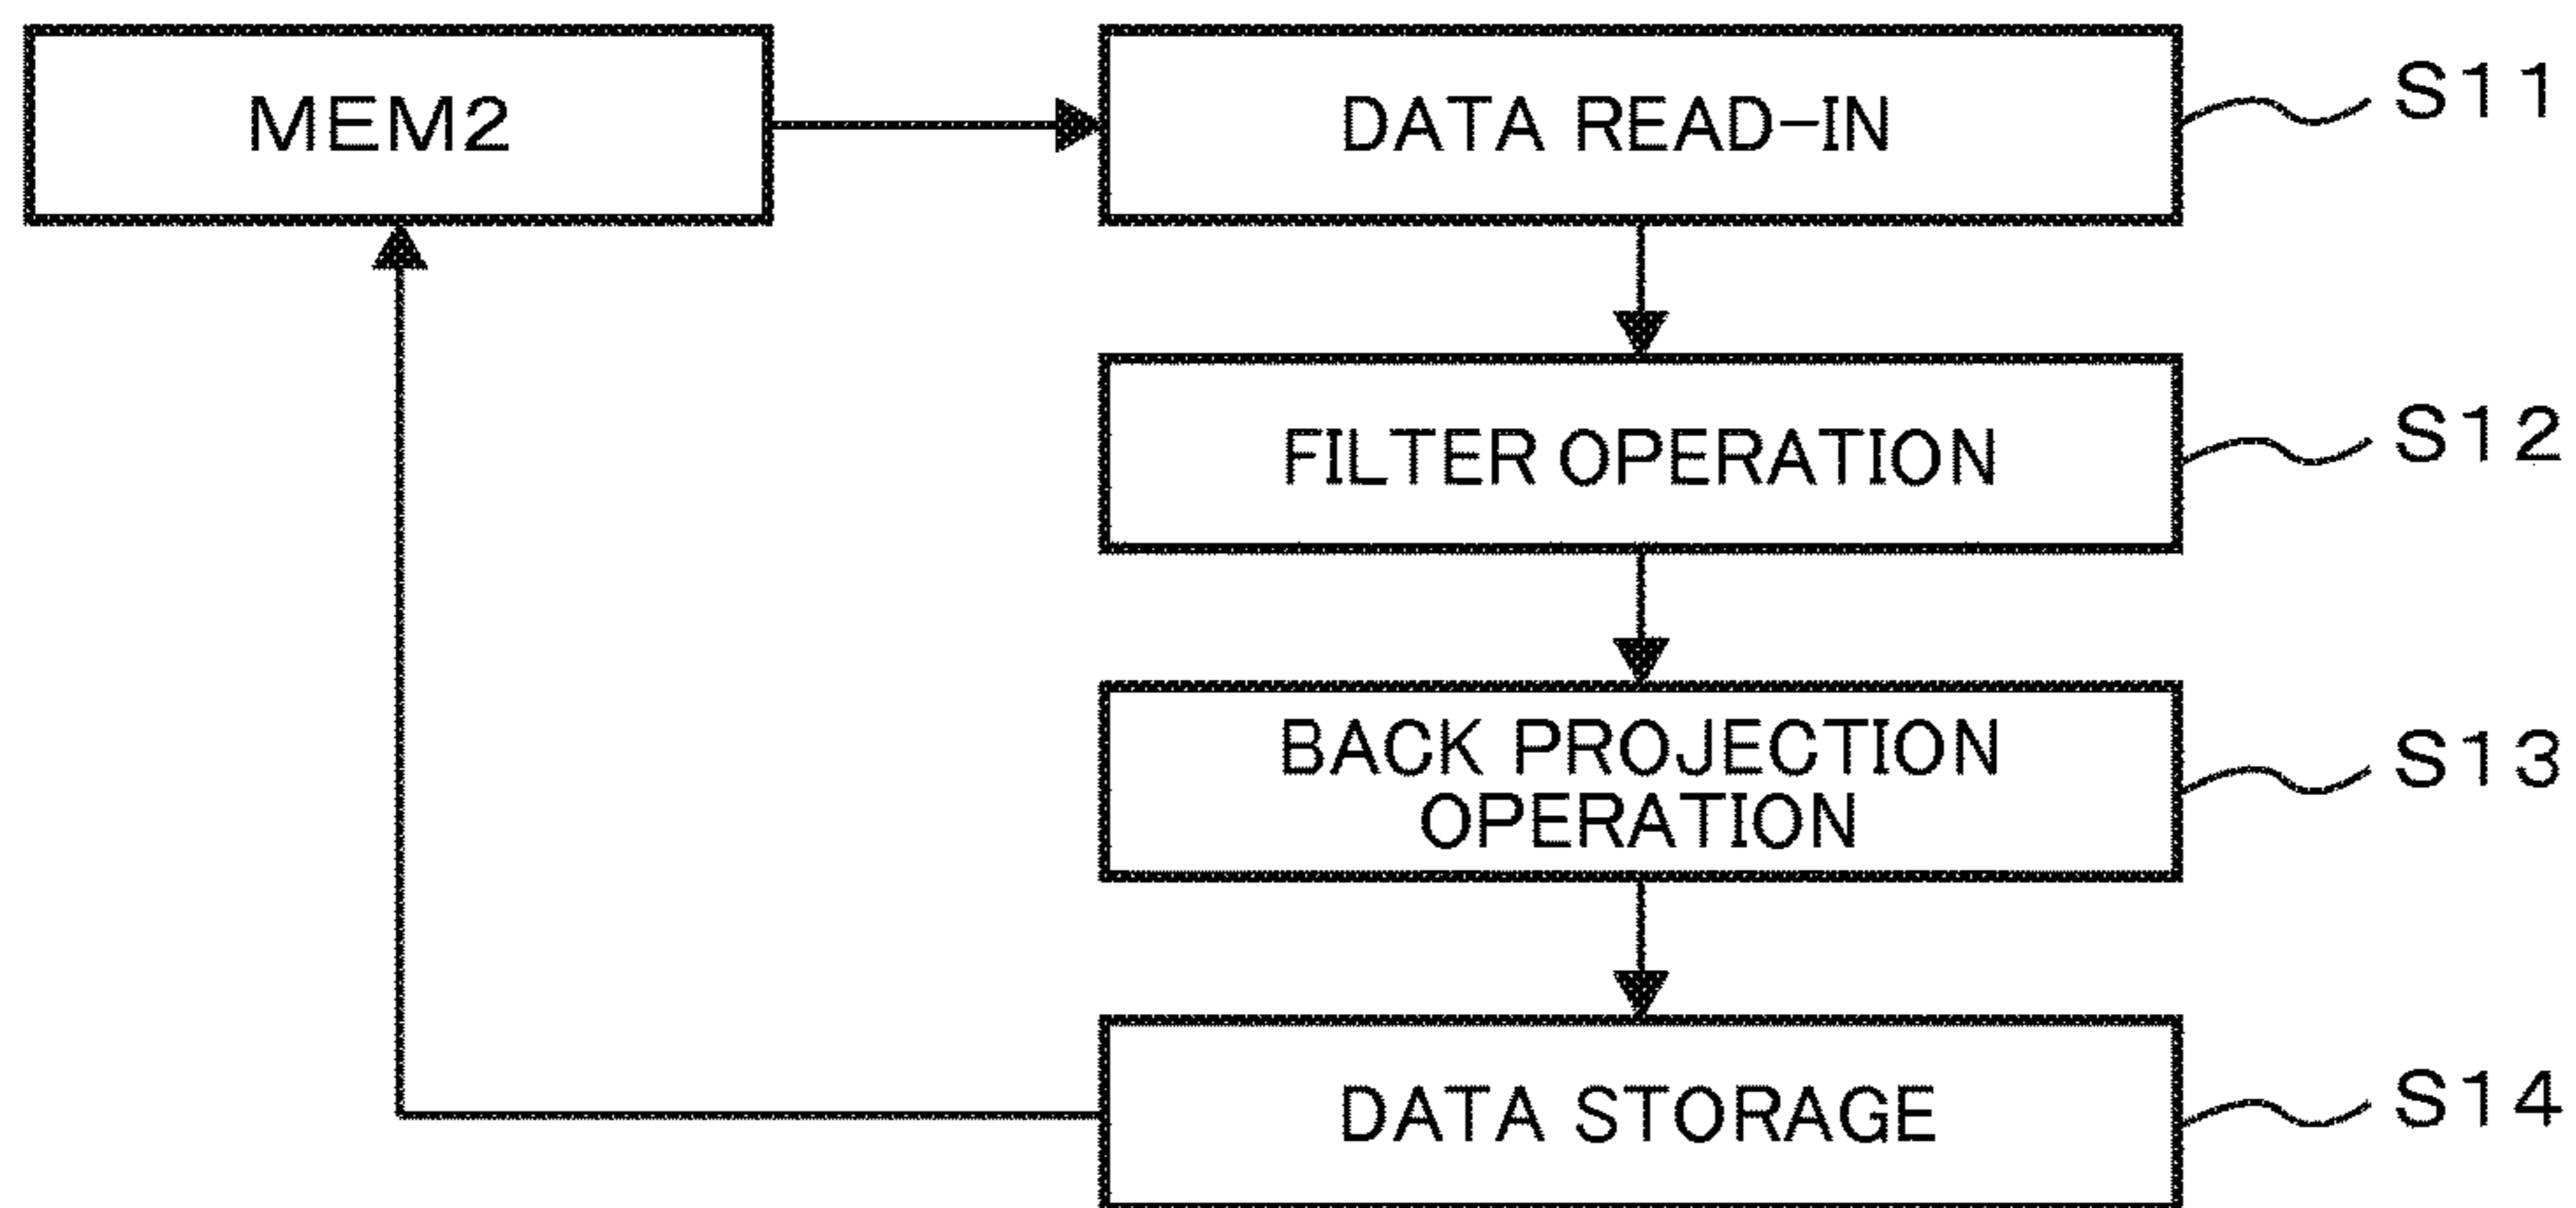 MEM2
DATA READ-IN
S11
FILTER OPERATION
S12
BACK PROJECTION
OPERATION
S13
DATA STORAGE
S14